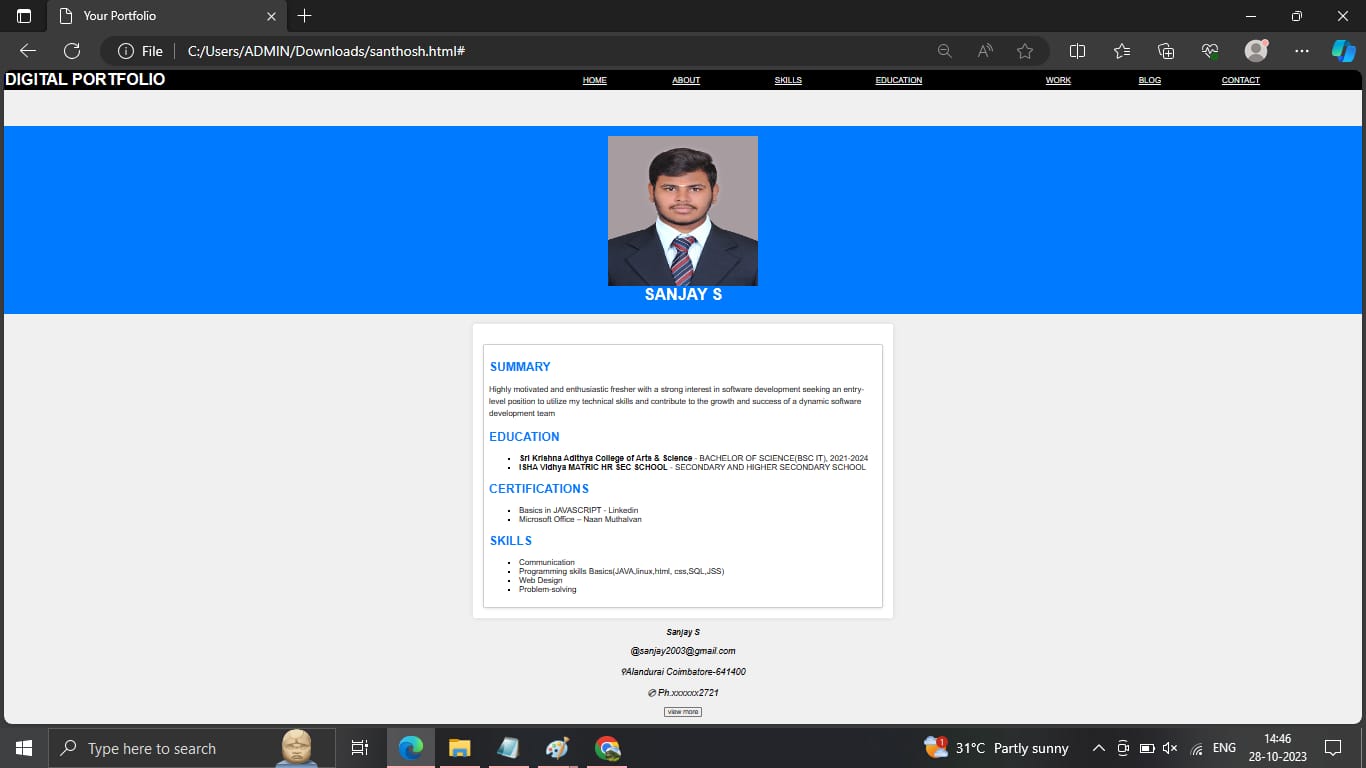 Your Portfolio
File C:/Users/ADMIN/Downloads/santhosh.html#
DIGITAL PORTFOLIO HOME ABOUT SKILLS EDUCATION WORK BLOG CONTACT
SANJAY S
SUMMARY
Highly motivated and enthusiastic fresher with a strong interest in software development seeking an entry-
level position to utilize my technical skills and contribute to the growth and success of a dynamic software
development team
EDUCATION
Sri Krishna Adithya College of Arts & Science - BACHELOR OF SCIENCE(BSC IT), 2021-2024
ISHA Vidhya MATRIC HR SEC SCHOOL - SECONDARY AND HIGHER SECONDARY SCHOOL
CERTIFICATIONS
Basics in JAVASCRIPT - Linkedin
Microsoft Office – Naan Muthalvan
SKILLS
Communication
Programming skills Basics(JAVA,linux,html, css,SQL,JSS)
Web Design
Problem-solving
Sanjay S
@sanjay2003@gmail.com
Alandurai Coimbatore-641400
Ph.xxxxxx2721
view more
Type here to search 1 31°C Partly sunny ENG 14:46
28-10-2023